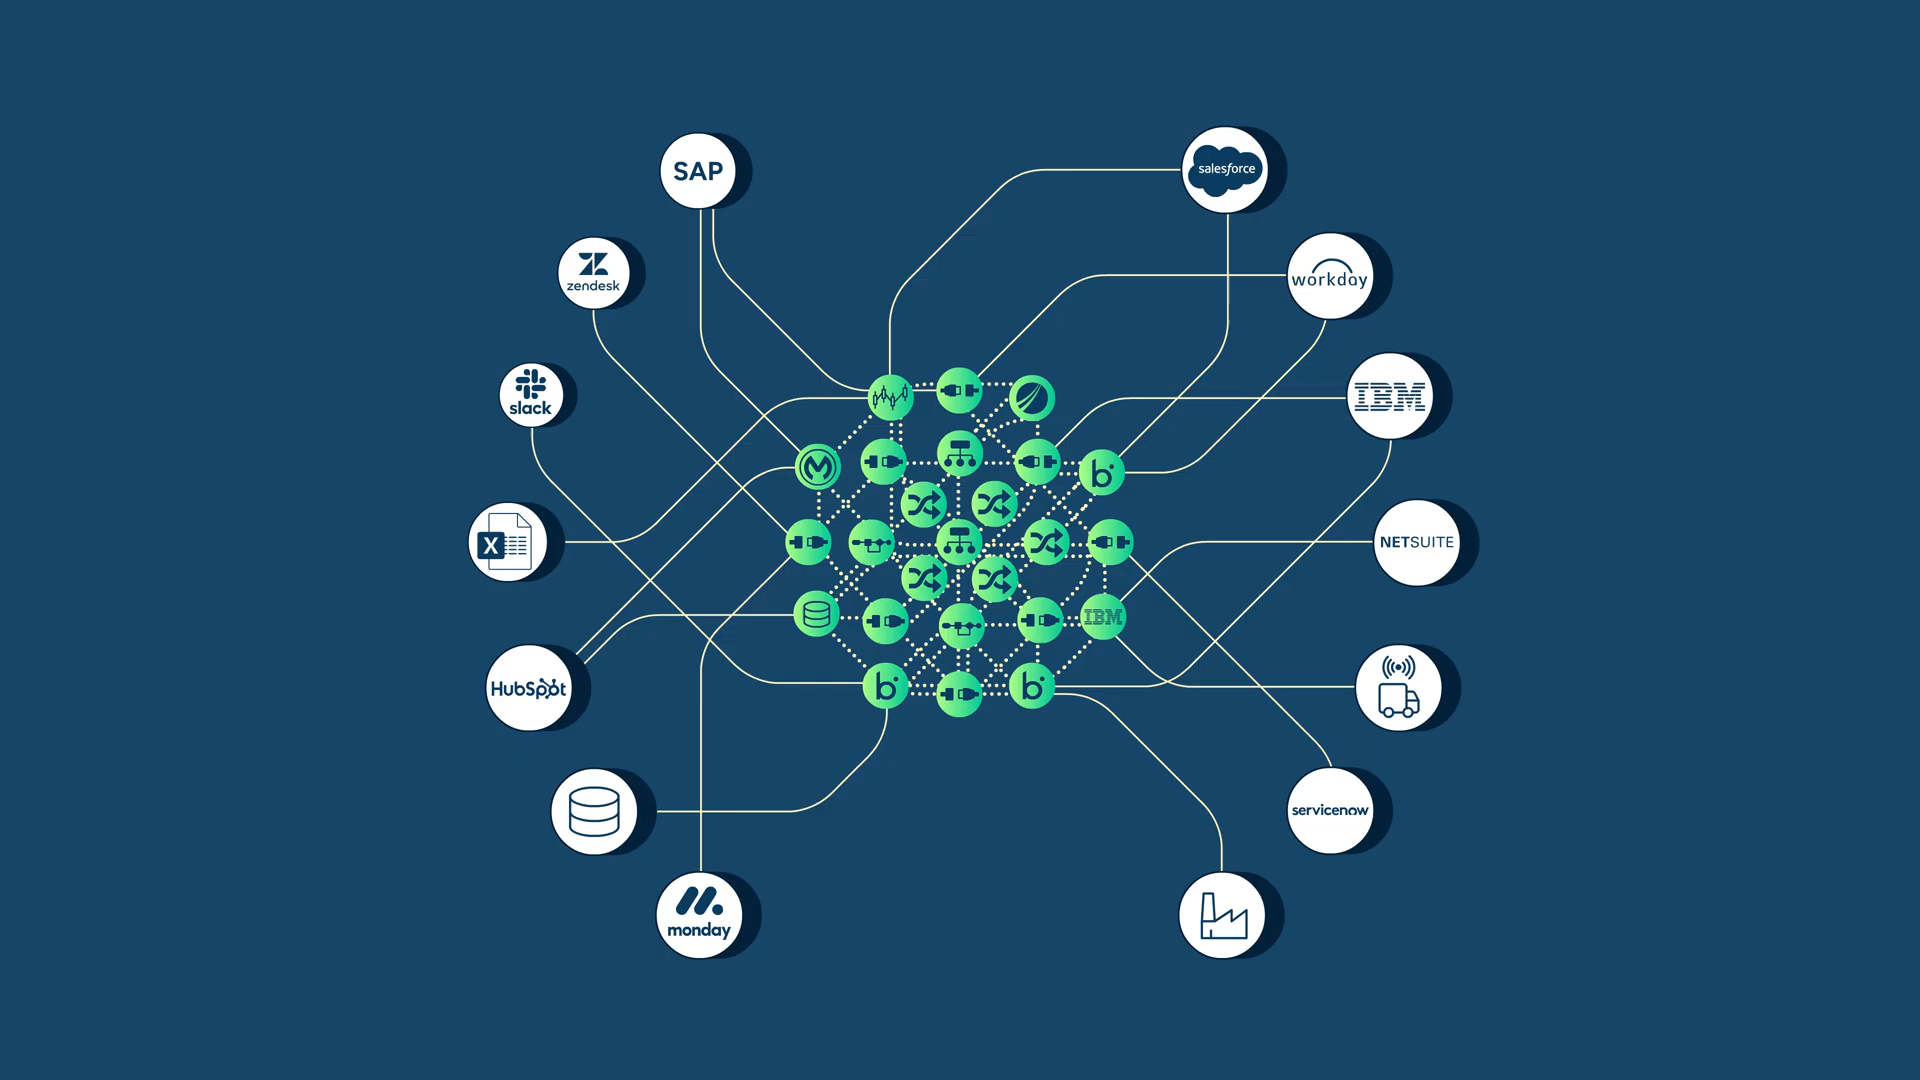 SAP
salesforce
zendesk
workday
slack
IBM
X
NETSUITE
b
b
IBM
HubSpot
b
b
servicenow
monday